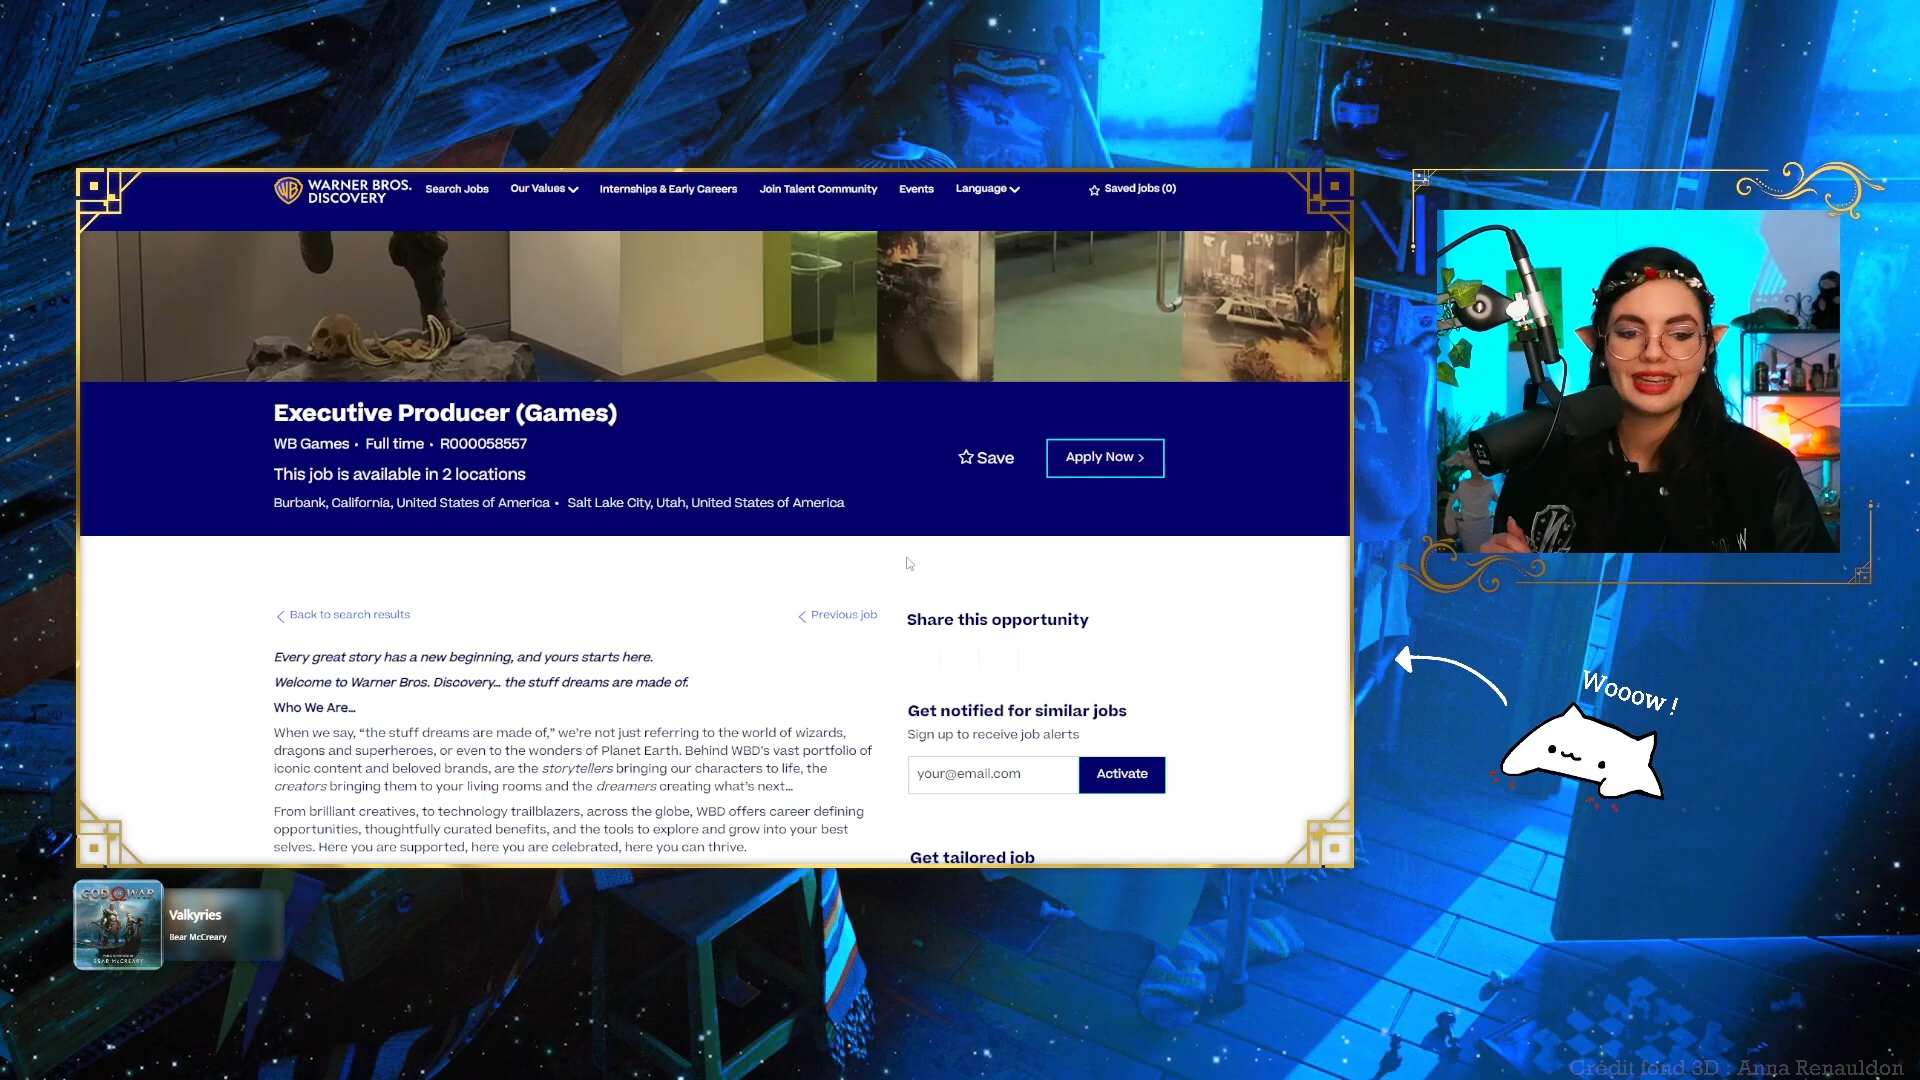 WARNER BROS.
DISCOVERY
Search Jobs
Our Values
Internships & Early Careers
Join Talent Community
Events
Language
Saved jobs (0)
Executive Producer (Games)
WB Games • Full time • R000058557
This job is available in 2 locations
Burbank, California, United States of America • Salt Lake City, Utah, United States of America
Save
Apply Now
Back to search results
Previous job
Every great story has a new beginning, and yours starts here.
Welcome to Warner Bros. Discovery… the stuff dreams are made of.
Who We Are…
When we say, “the stuff dreams are made of,” we’re not just referring to the world of wizards,
dragons and superheroes, or even to the wonders of Planet Earth. Behind WBD’s vast portfolio of
iconic content and beloved brands, are the storytellers bringing our characters to life, the
creators bringing them to your living rooms and the dreamers creating what’s next…
From brilliant creatives, to technology trailblazers, across the globe, WBD offers career defining
opportunities, thoughtfully curated benefits, and the tools to explore and grow into your best
selves. Here you are supported, here you are celebrated, here you can thrive.
Share this opportunity
Get notified for similar jobs
Sign up to receive job alerts
your@email.com
Activate
Get tailored job
Wooow !
GOD OF WAR
BEAR McCREARY
Valkyries
Bear McCreary
Crédit fond 3D : Anna Renauldon